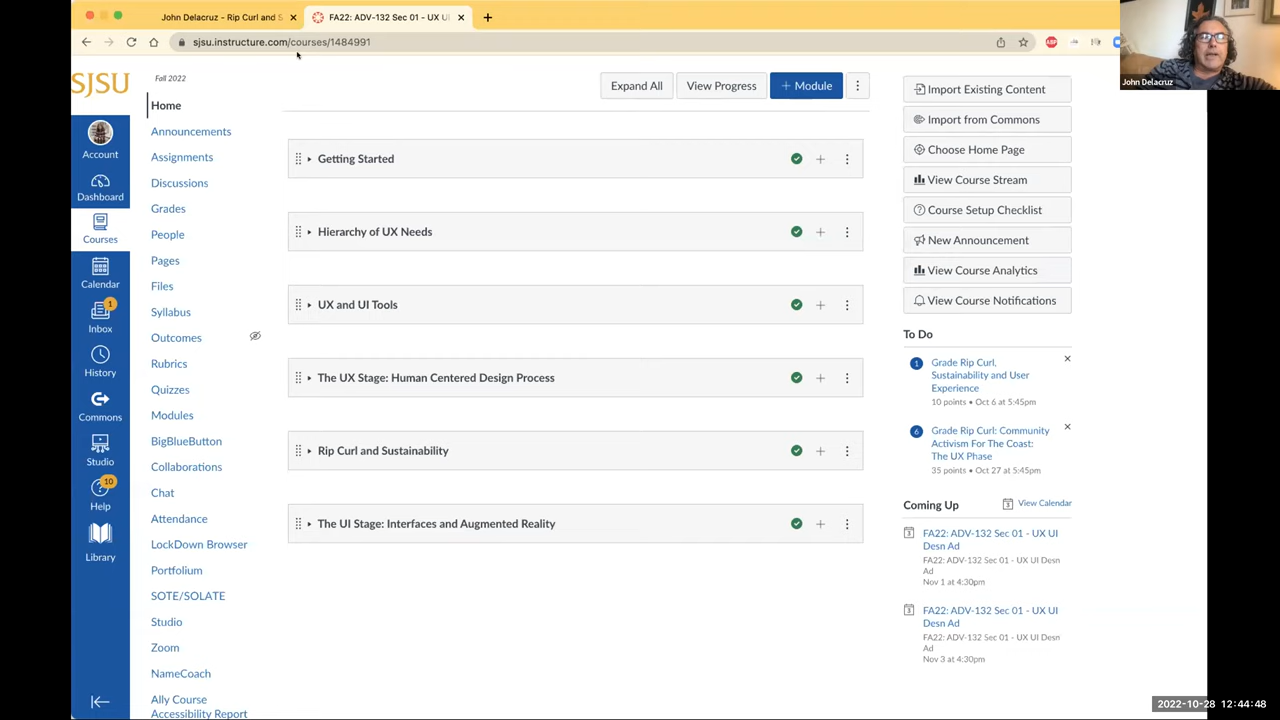 John Delacruz - Rip Curl and S
FA22: ADV-132 Sec 01 - UX UI
sjsu.instructure.com/courses/1484991
ABP
John Delacruz
SJSU
Account
Dashboard
Courses
Calendar
1
Inbox
History
Commons
Studio
10
Help
Library
Fall 2022
Home
Announcements
Assignments
Discussions
Grades
People
Pages
Files
Syllabus
Outcomes
Rubrics
Quizzes
Modules
BigBlueButton
Collaborations
Chat
Attendance
LockDown Browser
Portfolium
SOTE/SOLATE
Studio
Zoom
NameCoach
Ally Course
Accessibility Report
Expand All
View Progress
+ Module
Getting Started
Hierarchy of UX Needs
UX and UI Tools
The UX Stage: Human Centered Design Process
Rip Curl and Sustainability
The UI Stage: Interfaces and Augmented Reality
Import Existing Content
Import from Commons
Choose Home Page
View Course Stream
Course Setup Checklist
New Announcement
View Course Analytics
View Course Notifications
To Do
1
Grade Rip Curl,
Sustainability and User
Experience
10 points • Oct 6 at 5:45pm
6
Grade Rip Curl: Community
Activism For The Coast:
The UX Phase
35 points • Oct 27 at 5:45pm
Coming Up
View Calendar
FA22: ADV-132 Sec 01 - UX UI
Desn Ad
FA22: ADV-132 Sec 01 - UX UI Desn
Ad
Nov 1 at 4:30pm
FA22: ADV-132 Sec 01 - UX UI
Desn Ad
FA22: ADV-132 Sec 01 - UX UI Desn
Ad
Nov 3 at 4:30pm
2022-10-28 12:44:48